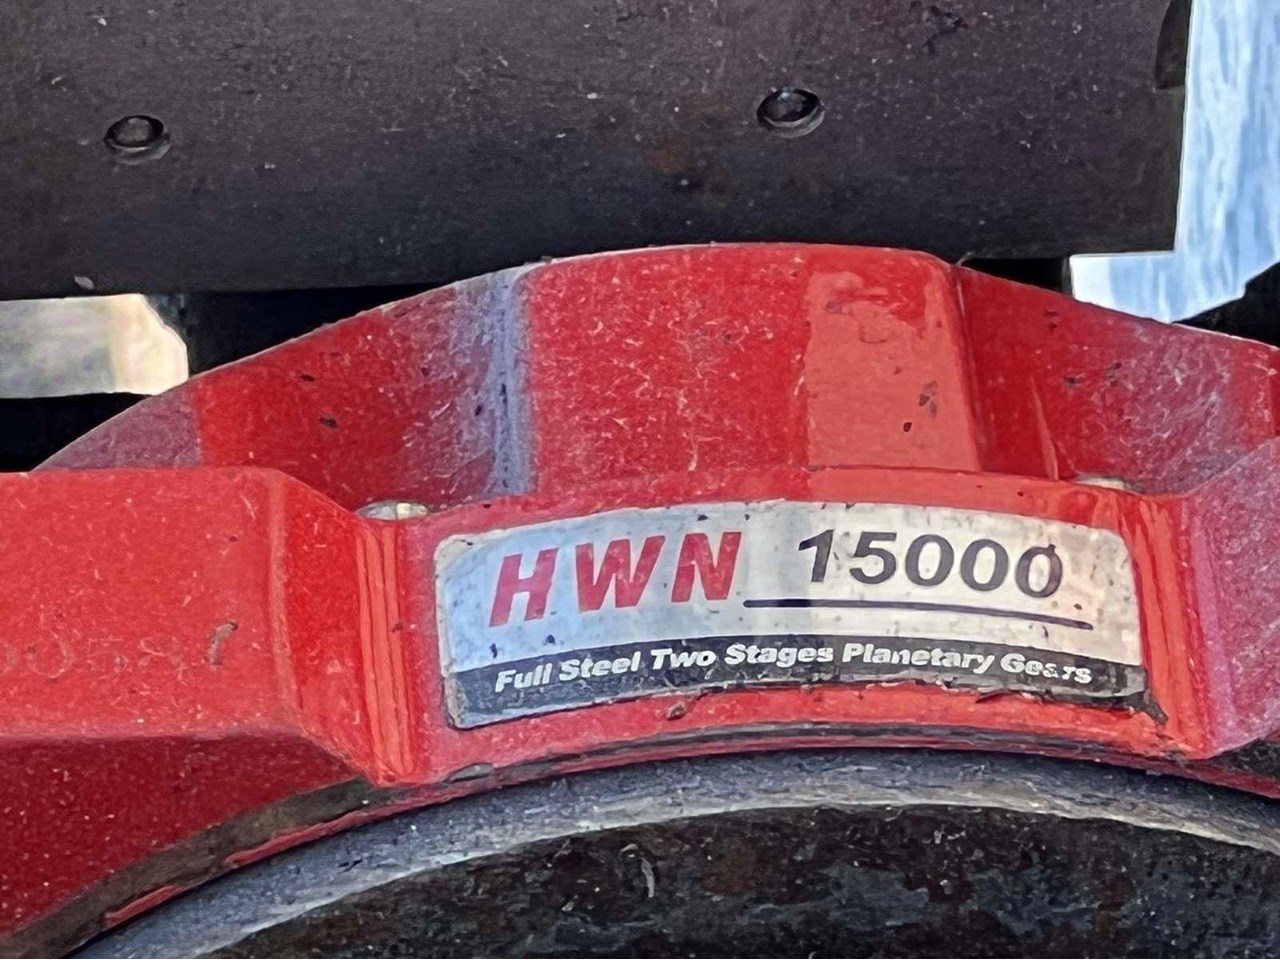 HWN 15000
Full Steel Two Stages Planetary Gears